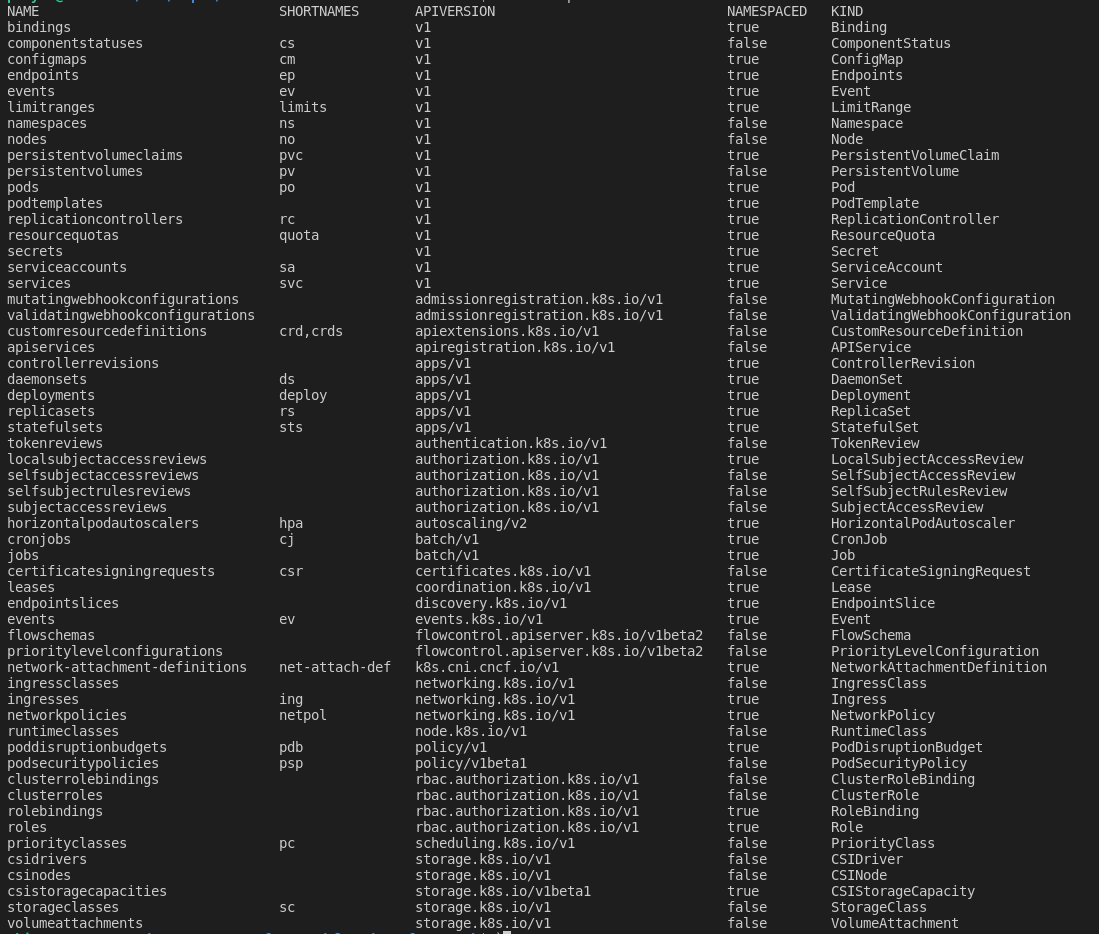 NAME SHORTNAMES APIVERSION NAMESPACED KIND
bindings v1 true Binding
componentstatuses cs v1 false ComponentStatus
configmaps cm v1 true ConfigMap
endpoints ep v1 true Endpoints
events ev v1 true Event
limitranges limits v1 true LimitRange
namespaces ns v1 false Namespace
nodes no v1 false Node
persistentvolumeclaims pvc v1 true PersistentVolumeClaim
persistentvolumes pv v1 false PersistentVolume
pods po v1 true Pod
podtemplates v1 true PodTemplate
replicationcontrollers rc v1 true ReplicationController
resourcequotas quota v1 true ResourceQuota
secrets v1 true Secret
serviceaccounts sa v1 true ServiceAccount
services svc v1 true Service
mutatingwebhookconfigurations admissionregistration.k8s.io/v1 false MutatingWebhookConfiguration
validatingwebhookconfigurations admissionregistration.k8s.io/v1 false ValidatingWebhookConfiguration
customresourcedefinitions crd,crds apiextensions.k8s.io/v1 false CustomResourceDefinition
apiservices apiregistration.k8s.io/v1 false APIService
controllerrevisions apps/v1 true ControllerRevision
daemonsets ds apps/v1 true DaemonSet
deployments deploy apps/v1 true Deployment
replicasets rs apps/v1 true ReplicaSet
statefulsets sts apps/v1 true StatefulSet
tokenreviews authentication.k8s.io/v1 false TokenReview
localsubjectaccessreviews authorization.k8s.io/v1 true LocalSubjectAccessReview
selfsubjectaccessreviews authorization.k8s.io/v1 false SelfSubjectAccessReview
selfsubjectrulesreviews authorization.k8s.io/v1 false SelfSubjectRulesReview
subjectaccessreviews authorization.k8s.io/v1 false SubjectAccessReview
horizontalpodautoscalers hpa autoscaling/v2 true HorizontalPodAutoscaler
cronjobs cj batch/v1 true CronJob
jobs batch/v1 true Job
certificatesigningrequests csr certificates.k8s.io/v1 false CertificateSigningRequest
leases coordination.k8s.io/v1 true Lease
endpointslices discovery.k8s.io/v1 true EndpointSlice
events ev events.k8s.io/v1 true Event
flowschemas flowcontrol.apiserver.k8s.io/v1beta2 false FlowSchema
prioritylevelconfigurations flowcontrol.apiserver.k8s.io/v1beta2 false PriorityLevelConfiguration
network-attachment-definitions net-attach-def k8s.cni.cncf.io/v1 true NetworkAttachmentDefinition
ingressclasses networking.k8s.io/v1 false IngressClass
ingresses ing networking.k8s.io/v1 true Ingress
networkpolicies netpol networking.k8s.io/v1 true NetworkPolicy
runtimeclasses node.k8s.io/v1 false RuntimeClass
poddisruptionbudgets pdb policy/v1 true PodDisruptionBudget
podsecuritypolicies psp policy/v1beta1 false PodSecurityPolicy
clusterrolebindings rbac.authorization.k8s.io/v1 false ClusterRoleBinding
clusterroles rbac.authorization.k8s.io/v1 false ClusterRole
rolebindings rbac.authorization.k8s.io/v1 true RoleBinding
roles rbac.authorization.k8s.io/v1 true Role
priorityclasses pc scheduling.k8s.io/v1 false PriorityClass
csidrivers storage.k8s.io/v1 false CSIDriver
csinodes storage.k8s.io/v1 false CSINode
csistoragecapacities storage.k8s.io/v1beta1 true CSIStorageCapacity
storageclasses sc storage.k8s.io/v1 false StorageClass
volumeattachments storage.k8s.io/v1 false VolumeAttachment